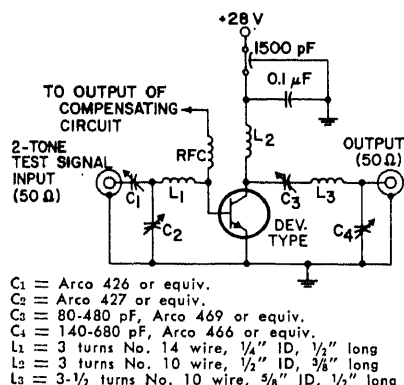 +28 V
1500 pF
0.1 µF
TO OUTPUT OF
COMPENSATING
CIRCUIT
RFC
L2
2-TONE
TEST SIGNAL
INPUT
(50 Ω)
OUTPUT
(50 Ω)
C1
L1
C2
C3
L3
DEV.
TYPE
C4
C1 = Arco 426 or equiv.
C2 = Arco 427 or equiv.
C3 = 80-480 pF, Arco 469 or equiv.
C4 = 140-680 pF, Arco 466 or equiv.
L1 = 3 turns No. 14 wire, 1/4" ID, 1/2" long
L2 = 3 turns No. 10 wire, 1/2" ID, 3/8" long
L3 = 3-1/2 turns No. 10 wire, 5/8" ID, 1/2" long